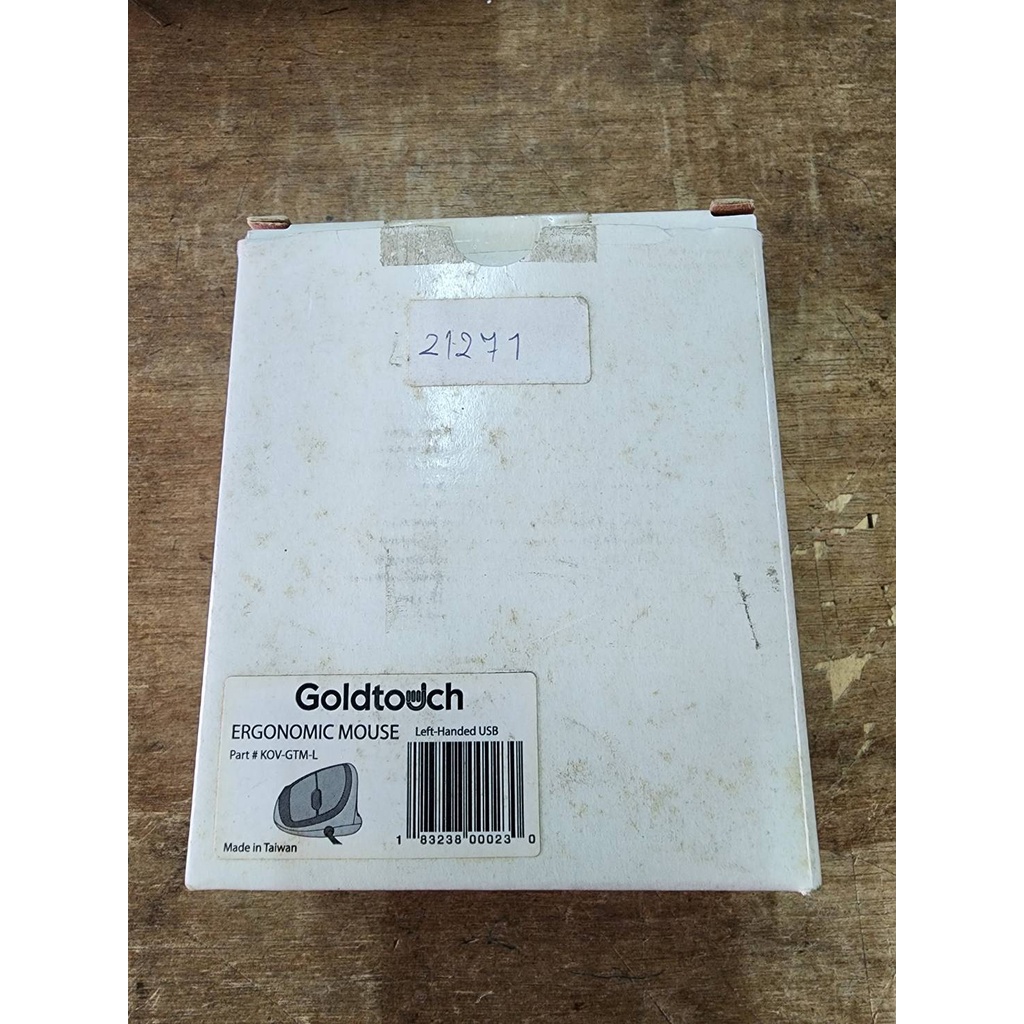 21271
Goldtouch
ERGONOMIC MOUSE Left-Handed USB
Part # KOV-GTM-L
1 83238 00023 0
Made in Taiwan